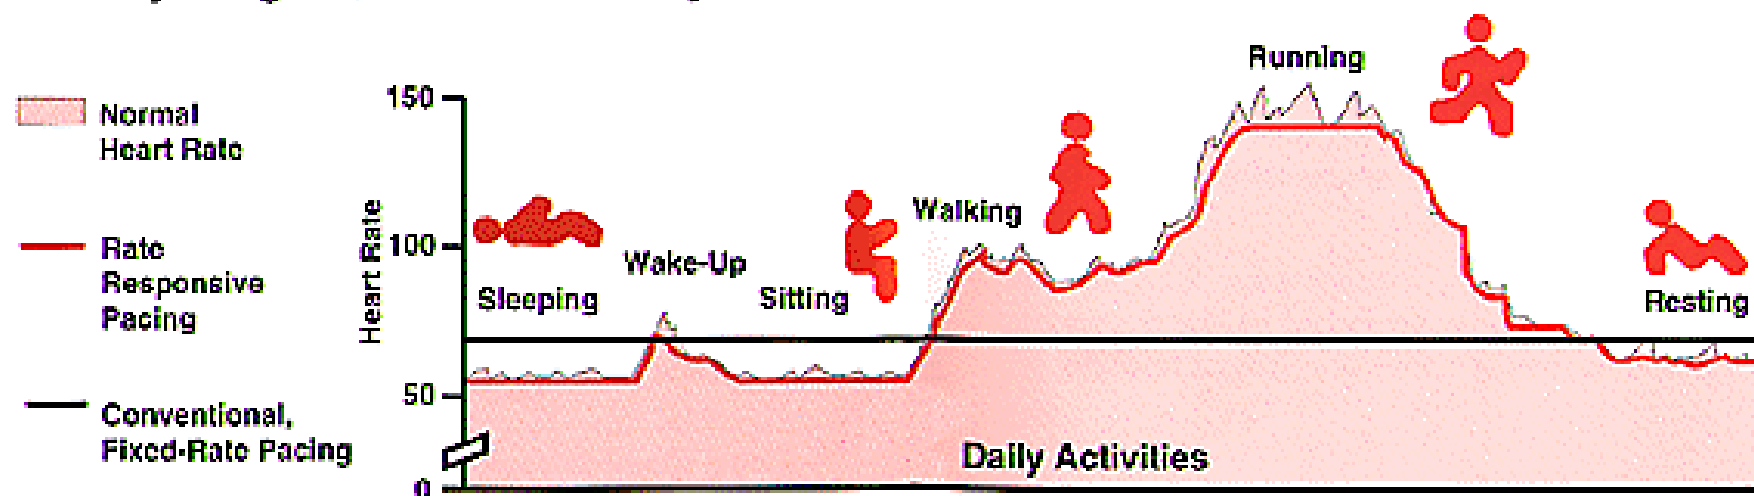 Running
150
Normal
Heart Rate
Walking
100
Heart Rate
Rate
Responsive
Pacing
Wake-Up
Sleeping
Sitting
Resting
50
Conventional,
Fixed-Rate Pacing
Daily Activities
0